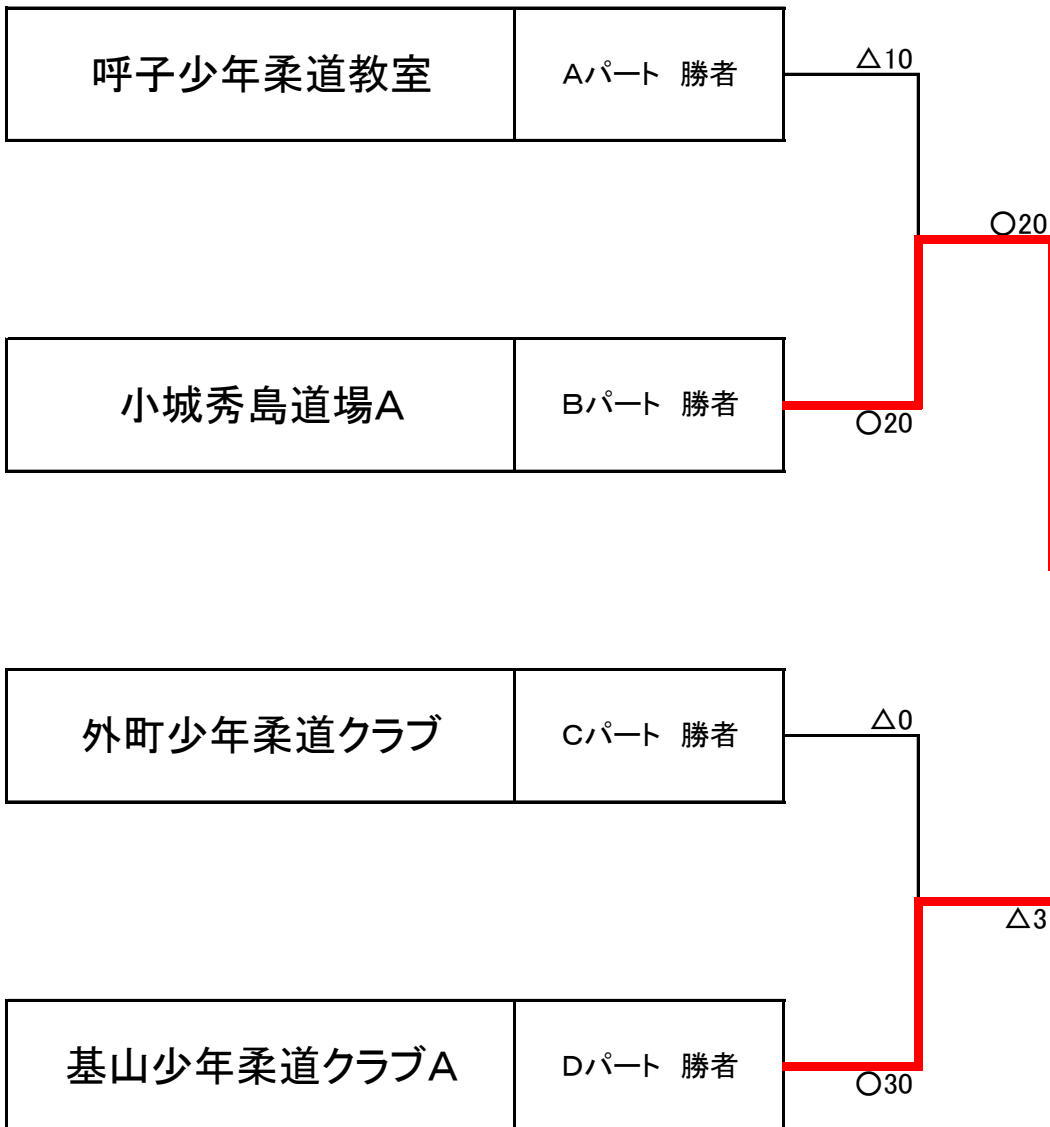 呼子少年柔道教室 Aパート 勝者 △10
○20
小城秀島道場A Bパート 勝者
○20
外町少年柔道クラブ Cパート 勝者 △0
△3
基山少年柔道クラブA Dパート 勝者
○30